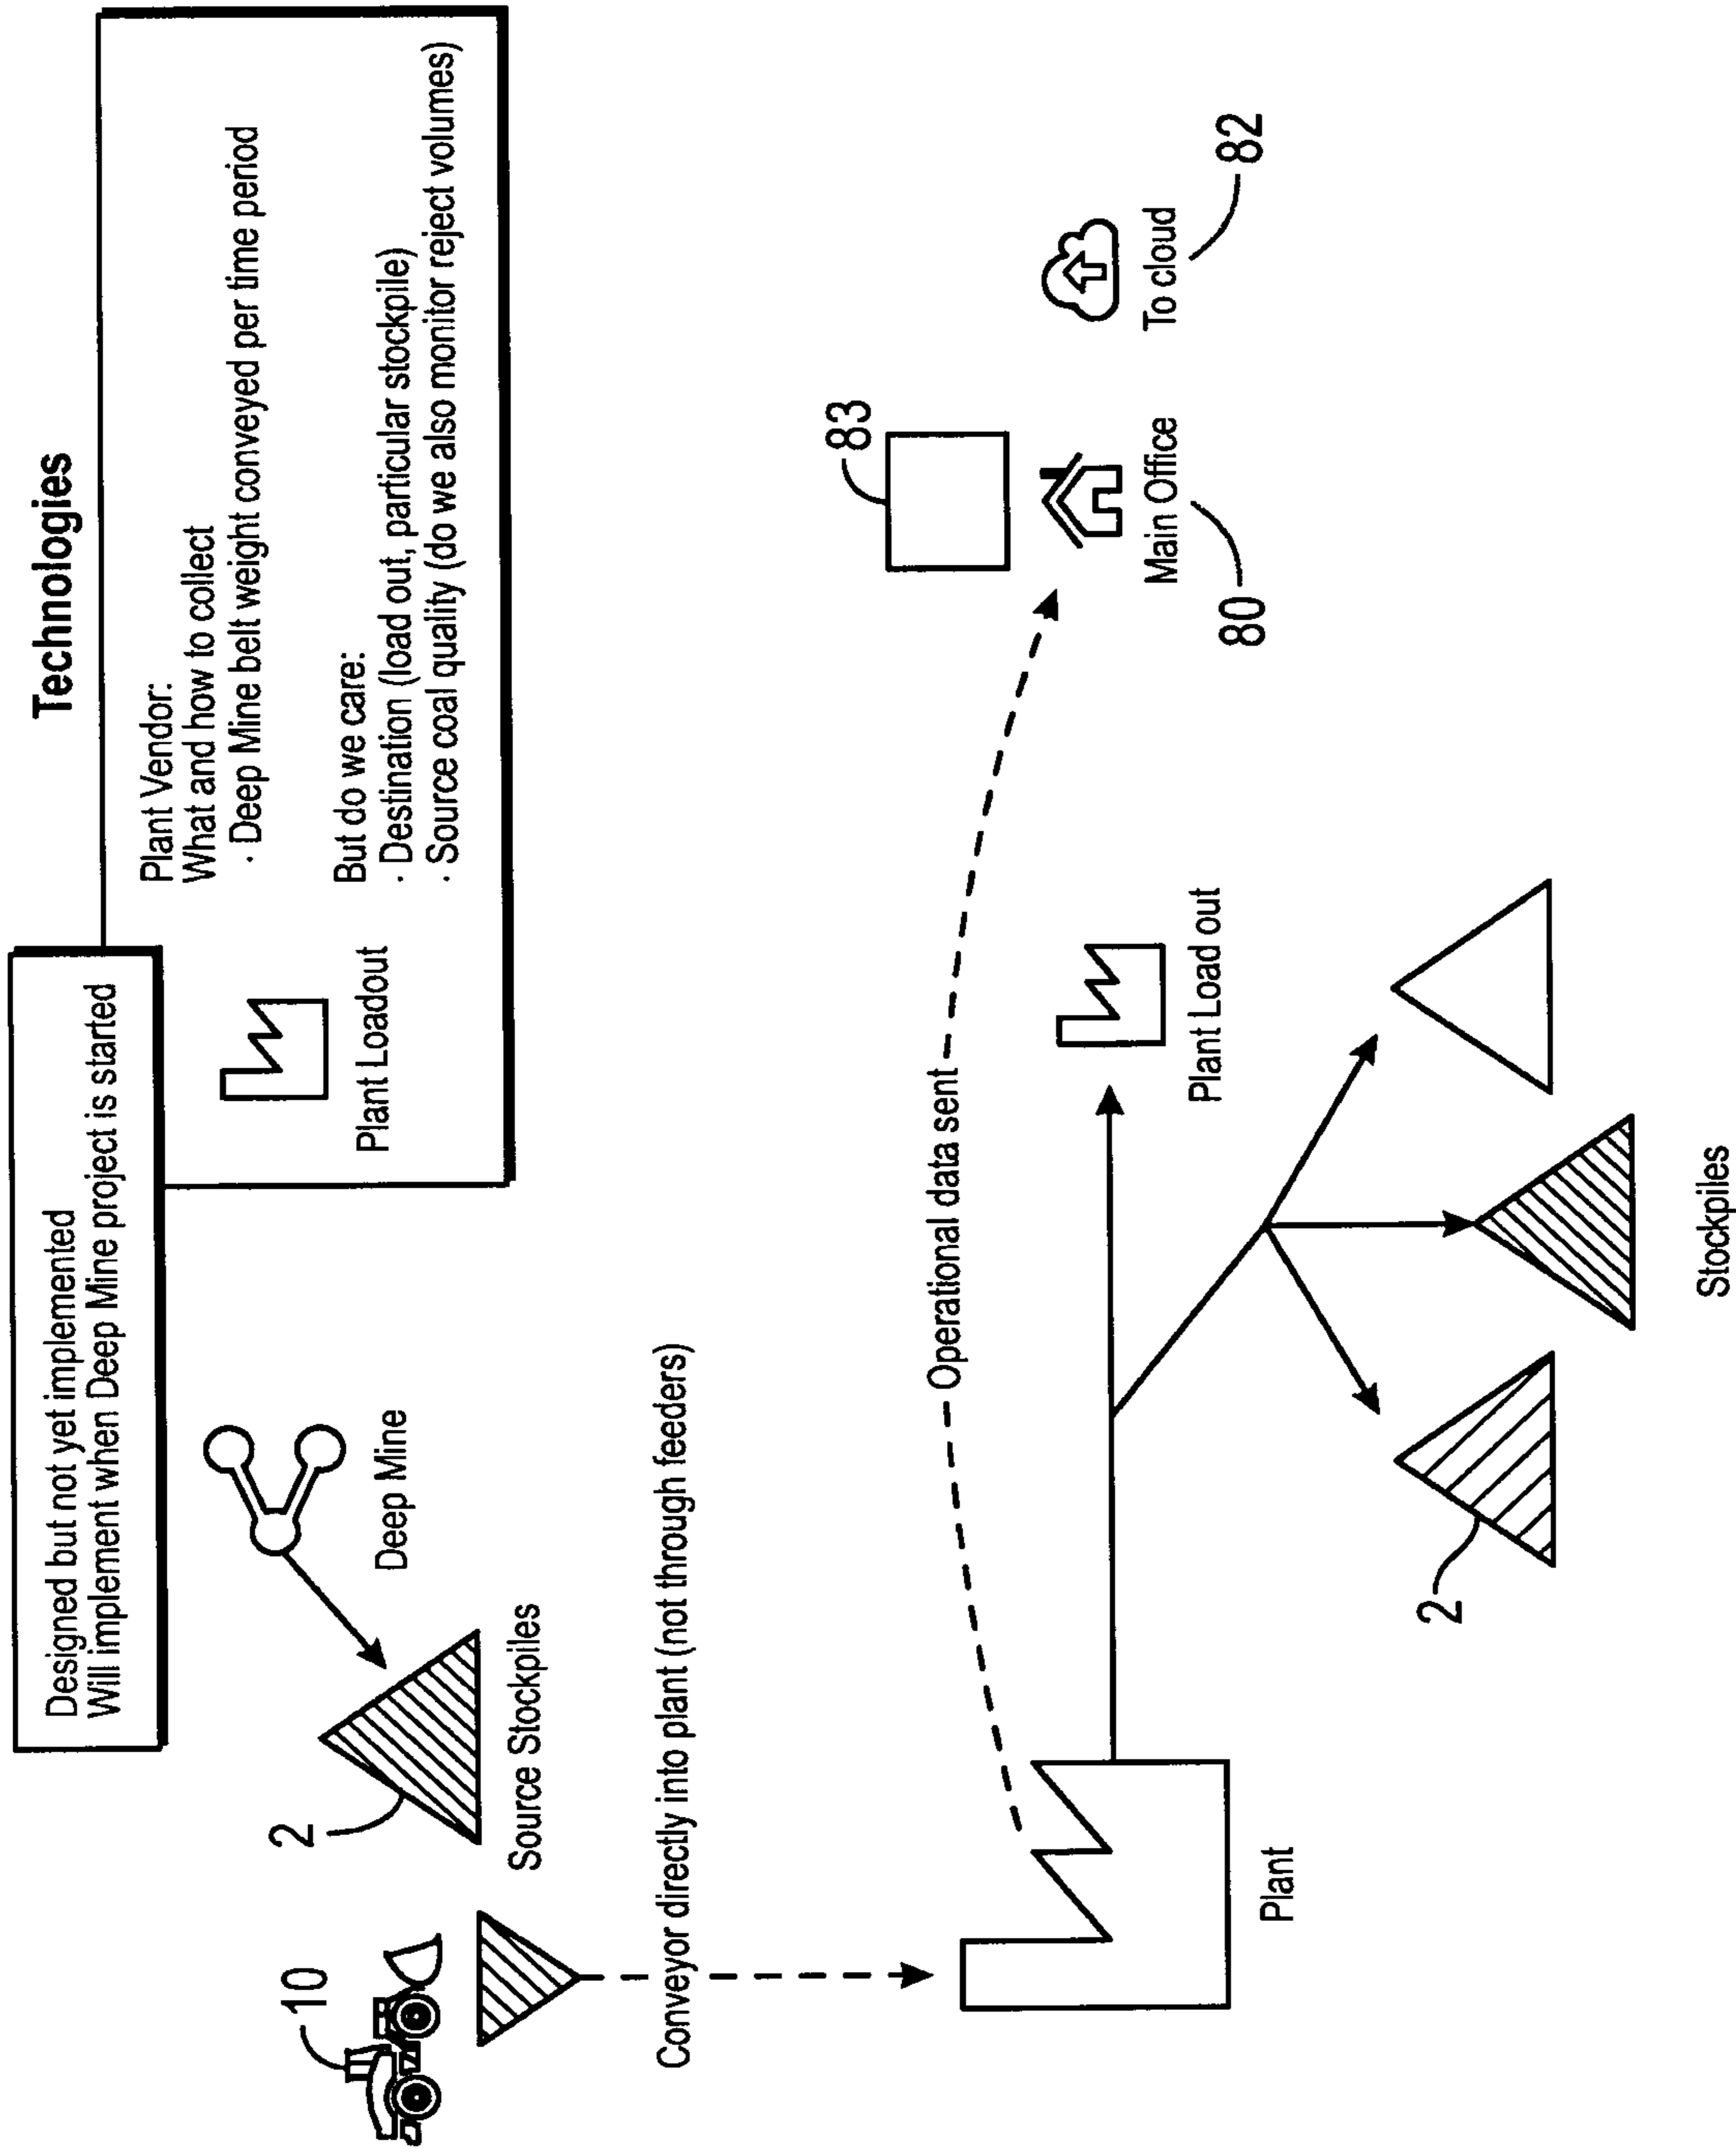 Technologies
Designed but not yet implemented
Will implement when Deep Mine project is started
Plant Vendor:
What and how to collect
· Deep Mine belt weight conveyed per time period
But do we care:
· Destination (load out, particular stockpile)
· Source coal quality (do we also monitor reject volumes)
Plant Loadout
Deep Mine
10
2
Source Stockpiles
Conveyor directly into plant (not through feeders)
Operational data sent
83
Main Office
80
To cloud
82
Plant
Plant Load out
2
Stockpiles